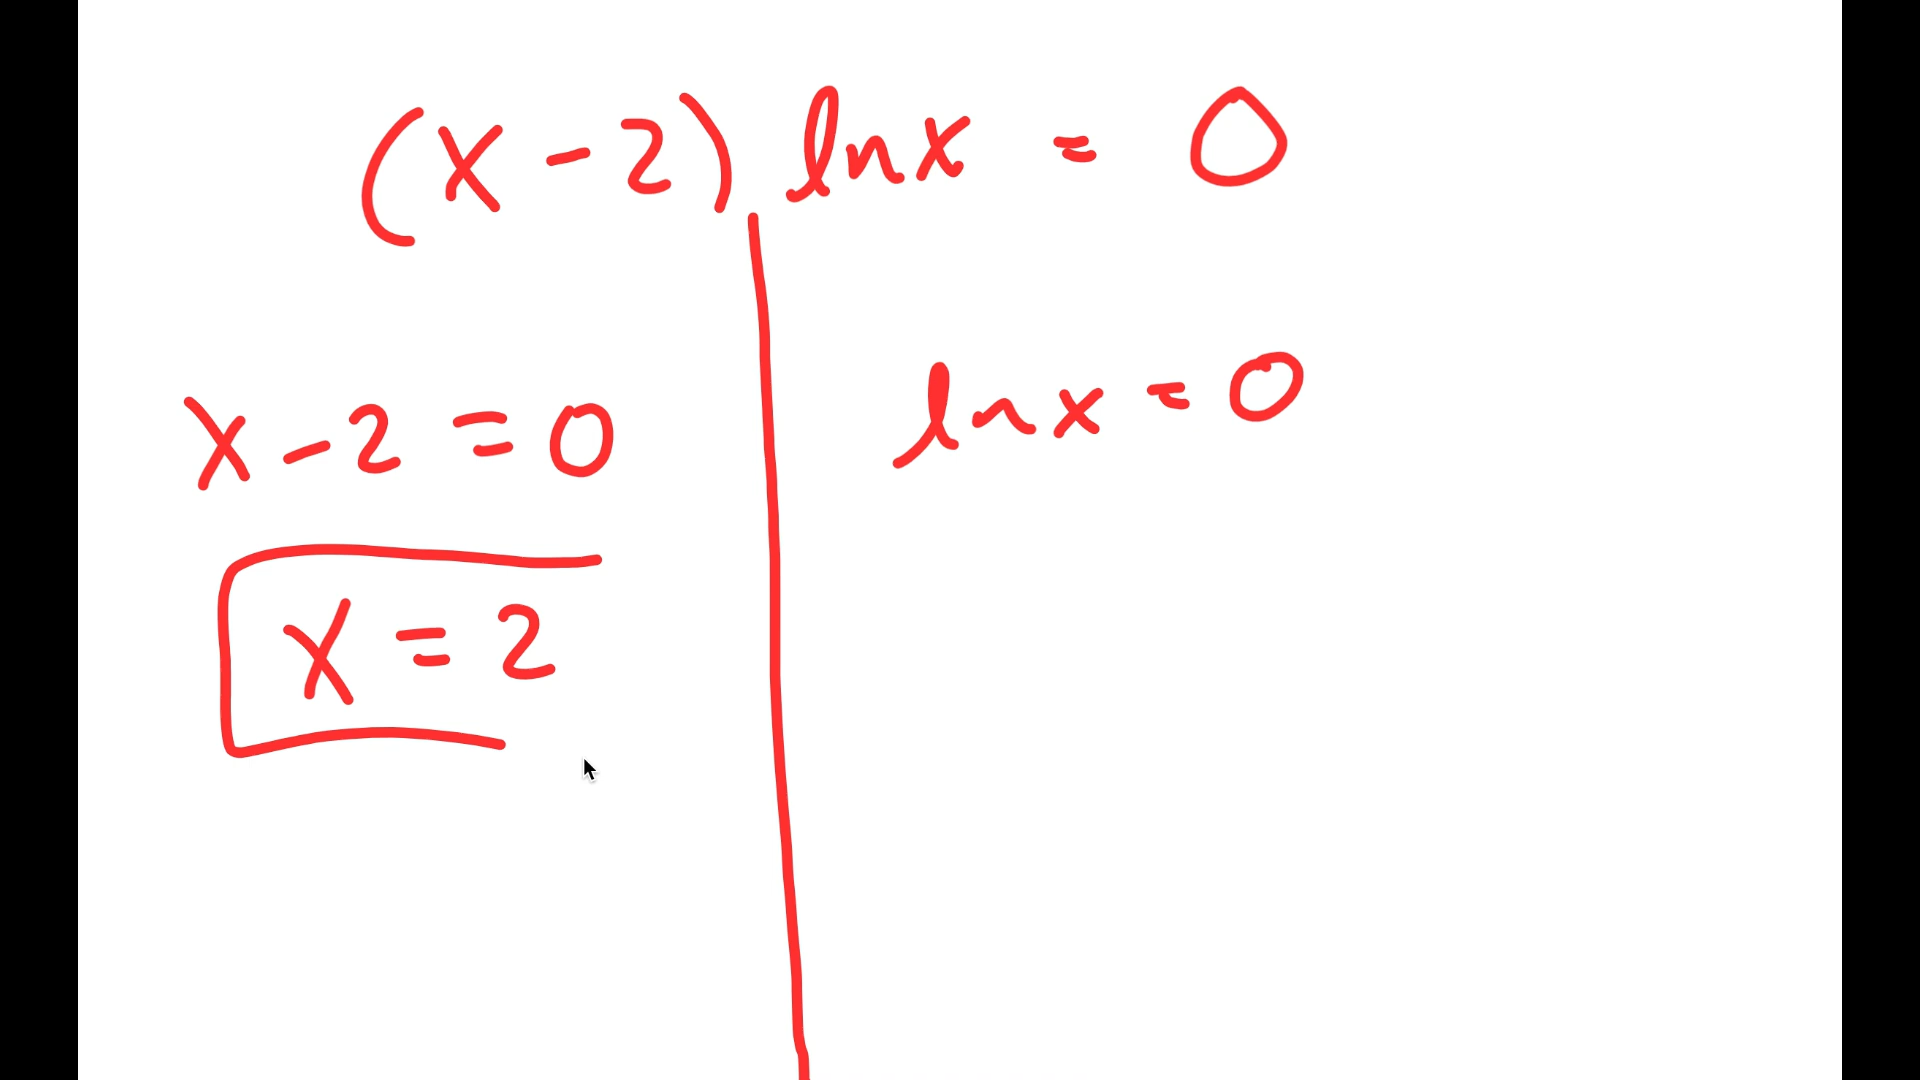 (x-2) ln x = 0
x-2 = 0
x = 2
ln x = 0